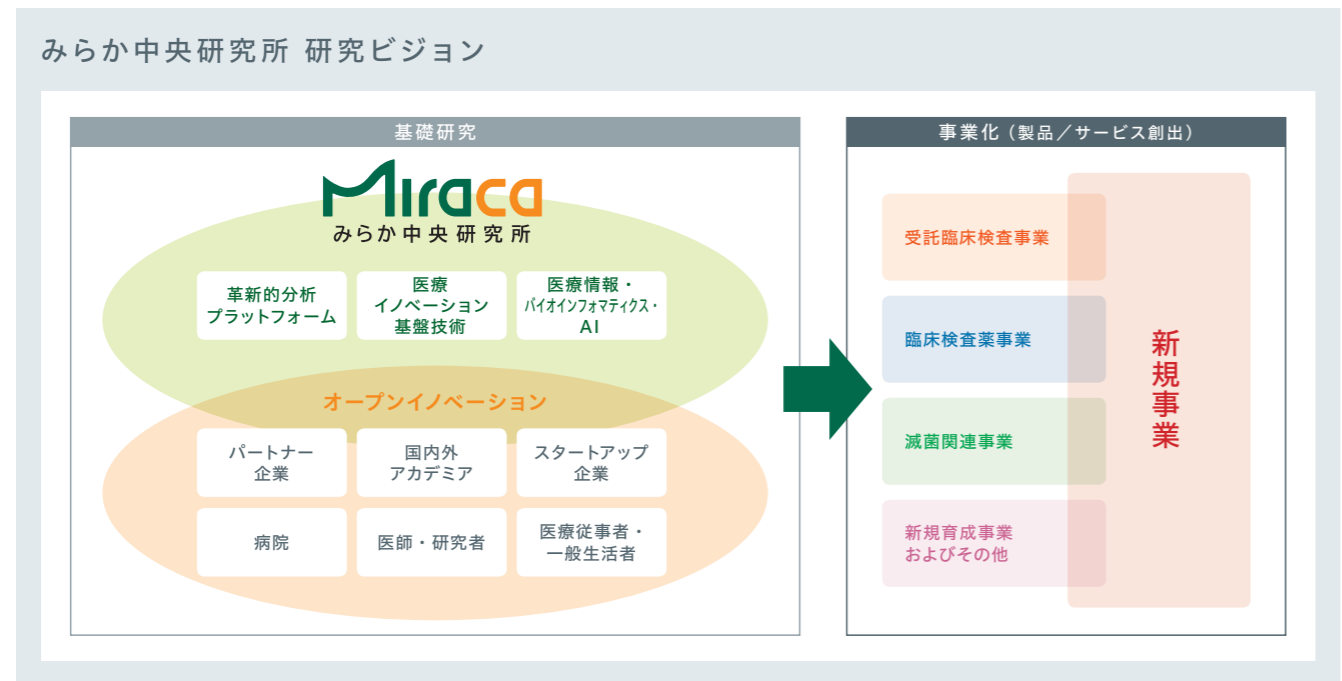 みらか中央研究所 研究ビジョン
基礎研究
Miraca
みらか中央研究所
革新的分析
プラットフォーム
医療
イノベーション
基盤技術
医療情報・
バイオインフォマティクス・
AI
オープンイノベーション
パートナー
企業
国内外
アカデミア
スタートアップ
企業
病院
医師・研究者
医療従事者・
一般生活者
事業化（製品／サービス創出）
受託臨床検査事業
臨床検査薬事業
滅菌関連事業
新規育成事業
およびその他
新規事業